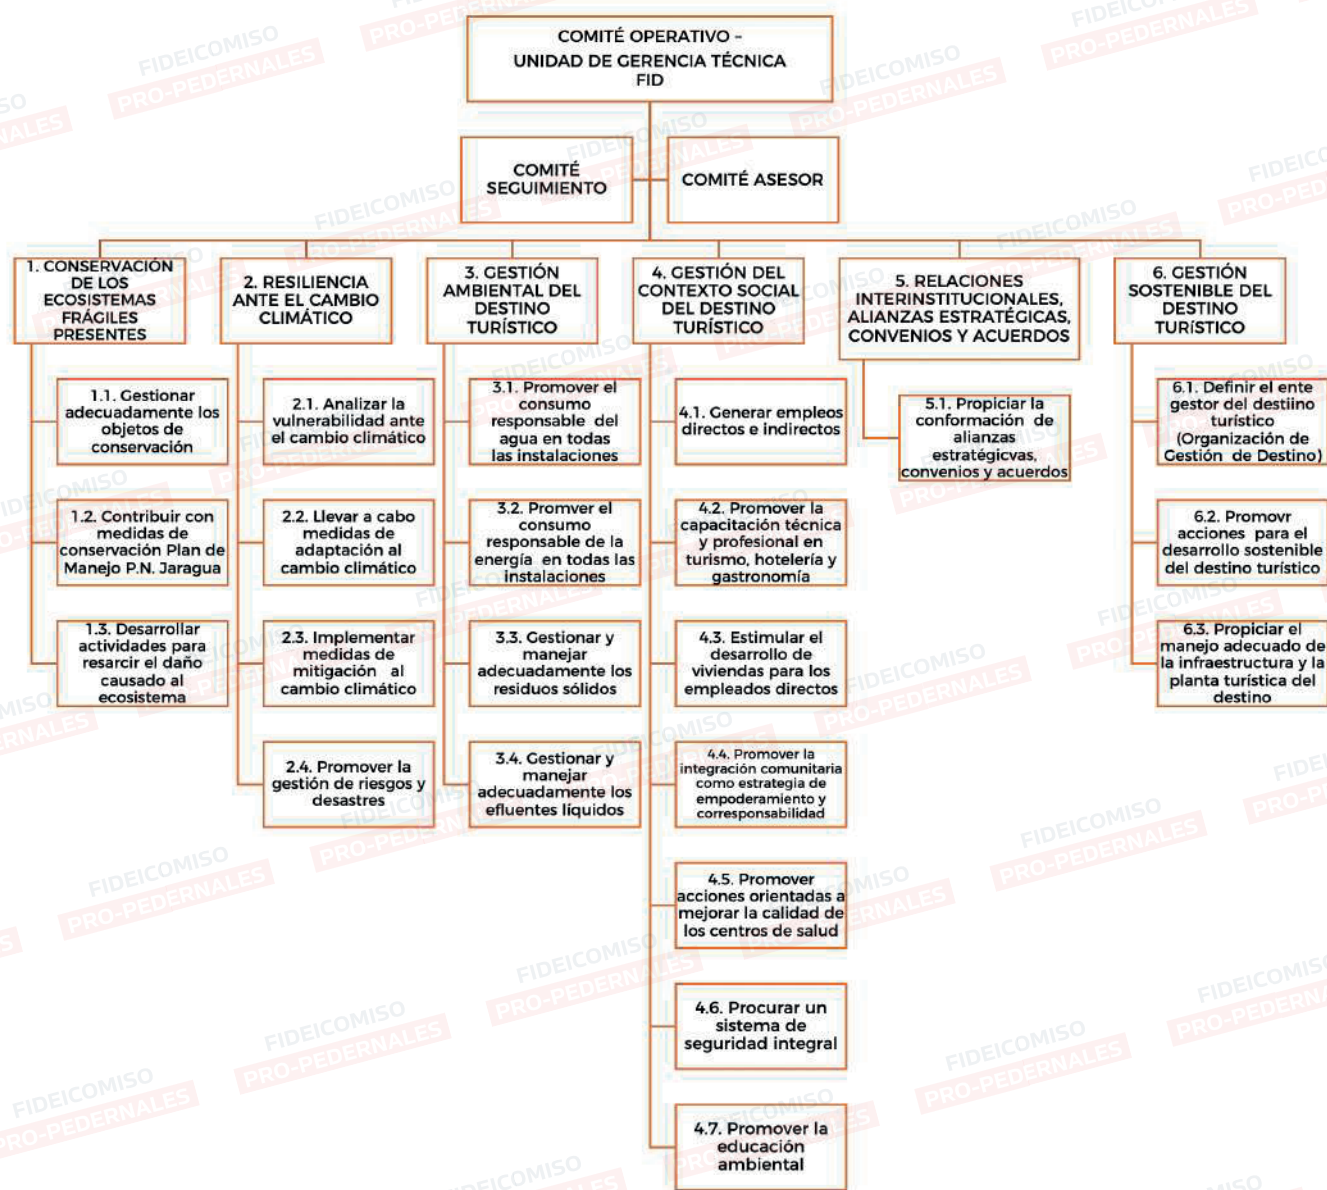 COMITÉ OPERATIVO –
UNIDAD DE GERENCIA TÉCNICA
FID
COMITÉ
SEGUIMIENTO
COMITÉ ASESOR
1. CONSERVACIÓN
DE LOS
ECOSISTEMAS
FRÁGILES
PRESENTES
1.1. Gestionar
adecuadamente los
objetos de
conservación
1.2. Contribuir con
medidas de
conservación Plan de
Manejo P.N. Jaragua
1.3. Desarrollar
actividades para
resarcir el daño
causado al
ecosistema
2. RESILIENCIA
ANTE EL CAMBIO
CLIMÁTICO
2.1. Analizar la
vulnerabilidad ante
el cambio climático
2.2. Llevar a cabo
medidas de
adaptación al
cambio climático
2.3. Implementar
medidas de
mitigación al
cambio climático
2.4. Promover la
gestión de riesgos y
desastres
3. GESTIÓN
AMBIENTAL DEL
DESTINO
TURÍSTICO
3.1. Promover el
consumo
responsable del
agua en todas
las instalaciones
3.2. Promver el
consumo
responsable de la
energía en todas las
instalaciones
3.3. Gestionar y
manejar
adecuadamente los
residuos sólidos
3.4. Gestionar y
manejar
adecuadamente los
efluentes líquidos
4. GESTIÓN DEL
CONTEXTO SOCIAL
DEL DESTINO
TURÍSTICO
4.1. Generar empleos
directos e indirectos
4.2. Promover la
capacitación técnica
y profesional en
turismo, hotelería y
gastronomía
4.3. Estimular el
desarrollo de
viviendas para los
empleados directos
4.4. Promover la
integración comunitaria
como estrategia de
empoderamiento y
corresponsabilidad
4.5. Promover
acciones orientadas a
mejorar la calidad de
los centros de salud
4.6. Procurar un
sistema de
seguridad integral
4.7. Promover la
educación
ambiental
5. RELACIONES
INTERINSTITUCIONALES,
ALIANZAS ESTRATÉGICAS,
CONVENIOS Y ACUERDOS
5.1. Propiciar la
conformación de
alianzas
estratégicvas,
convenios y acuerdos
6. GESTIÓN
SOSTENIBLE DEL
DESTINO
TURÍSTICO
6.1. Definir el ente
gestor del destiino
turístico
(Organización de
Gestión de Destino)
6.2. Promovr
acciones para el
desarrollo sostenible
del destino turístico
6.3. Propiciar el
manejo adecuado de
la infraestructura y la
planta turística del
destino
FIDEICOMISO
PRO-PEDERNALES